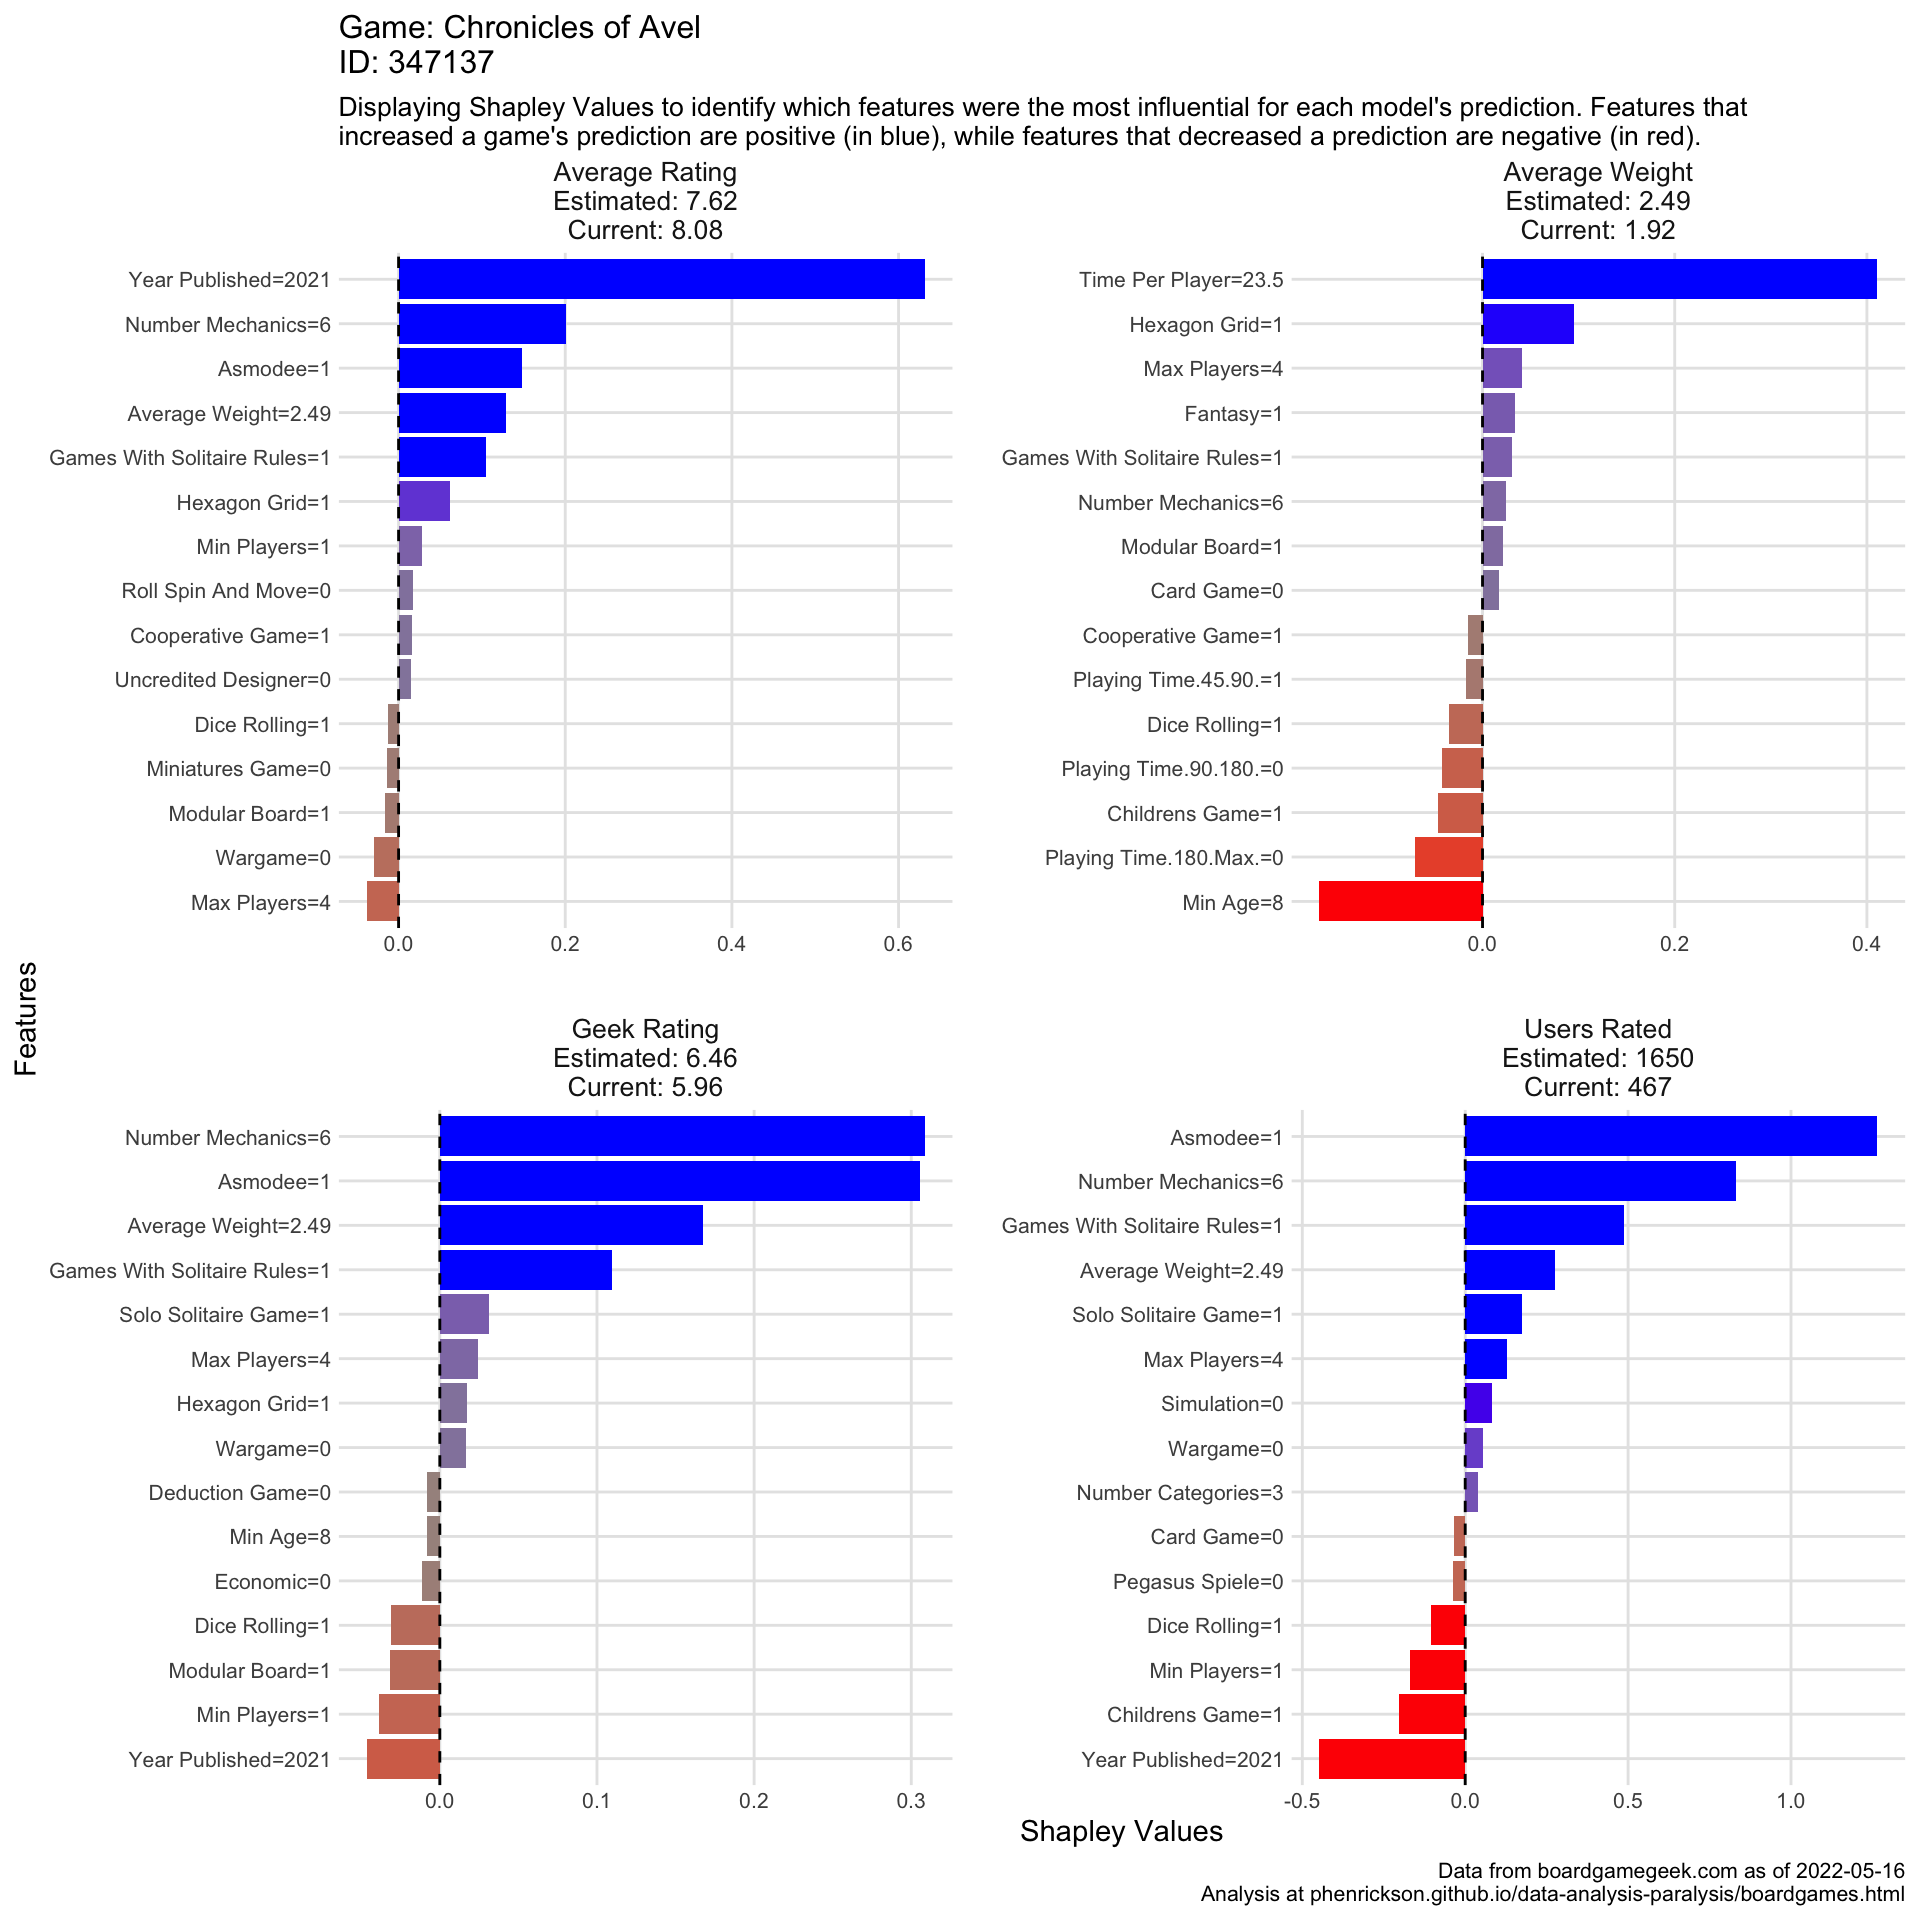 Game: Chronicles of Avel
ID: 347137
Displaying Shapley Values to identify which features were the most influential for each model's prediction. Features that
increased a game's prediction are positive (in blue), while features that decreased a prediction are negative (in red).
Average Rating
Estimated: 7.62
Current: 8.08
Year Published=2021
Number Mechanics=6
Asmodee=1
Average Weight=2.49
Games With Solitaire Rules=1
Hexagon Grid=1
Min Players=1
Roll Spin And Move=0
Cooperative Game=1
Uncredited Designer=0
Dice Rolling=1
Miniatures Game=0
Modular Board=1
Wargame=0
Max Players=4
0.0 0.2 0.4 0.6
Average Weight
Estimated: 2.49
Current: 1.92
Time Per Player=23.5
Hexagon Grid=1
Max Players=4
Fantasy=1
Games With Solitaire Rules=1
Number Mechanics=6
Modular Board=1
Card Game=0
Cooperative Game=1
Playing Time.45.90.=1
Dice Rolling=1
Playing Time.90.180.=0
Childrens Game=1
Playing Time.180.Max.=0
Min Age=8
0.0 0.2 0.4
Features
Geek Rating
Estimated: 6.46
Current: 5.96
Number Mechanics=6
Asmodee=1
Average Weight=2.49
Games With Solitaire Rules=1
Solo Solitaire Game=1
Max Players=4
Hexagon Grid=1
Wargame=0
Deduction Game=0
Min Age=8
Economic=0
Dice Rolling=1
Modular Board=1
Min Players=1
Year Published=2021
0.0 0.1 0.2 0.3
Users Rated
Estimated: 1650
Current: 467
Asmodee=1
Number Mechanics=6
Games With Solitaire Rules=1
Average Weight=2.49
Solo Solitaire Game=1
Max Players=4
Simulation=0
Wargame=0
Number Categories=3
Card Game=0
Pegasus Spiele=0
Dice Rolling=1
Min Players=1
Childrens Game=1
Year Published=2021
-0.5 0.0 0.5 1.0
Shapley Values
Data from boardgamegeek.com as of 2022-05-16
Analysis at phenrickson.github.io/data-analysis-paralysis/boardgames.html